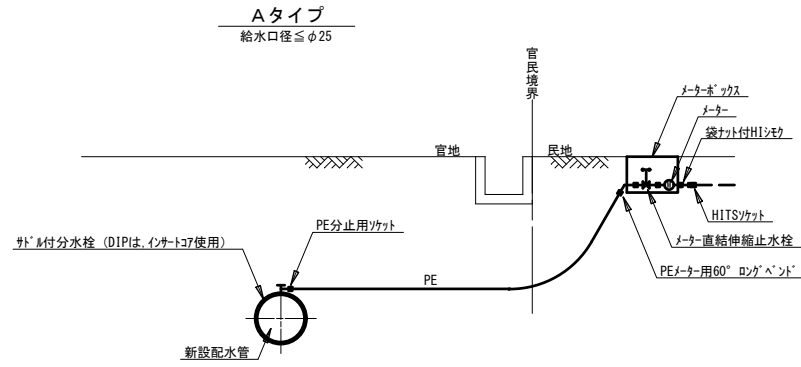 Aタイプ
給水口径≦φ25
官民境界
メーターボックス
メーター
袋ナット付HIシモク
官地
民地
HITSソケット
メーター直結伸縮止水栓
PEメーター用60° ロングベンド
PE分止用ソケット
サドル付分水栓 (DIPは、インサートコア使用)
PE
新設配水管